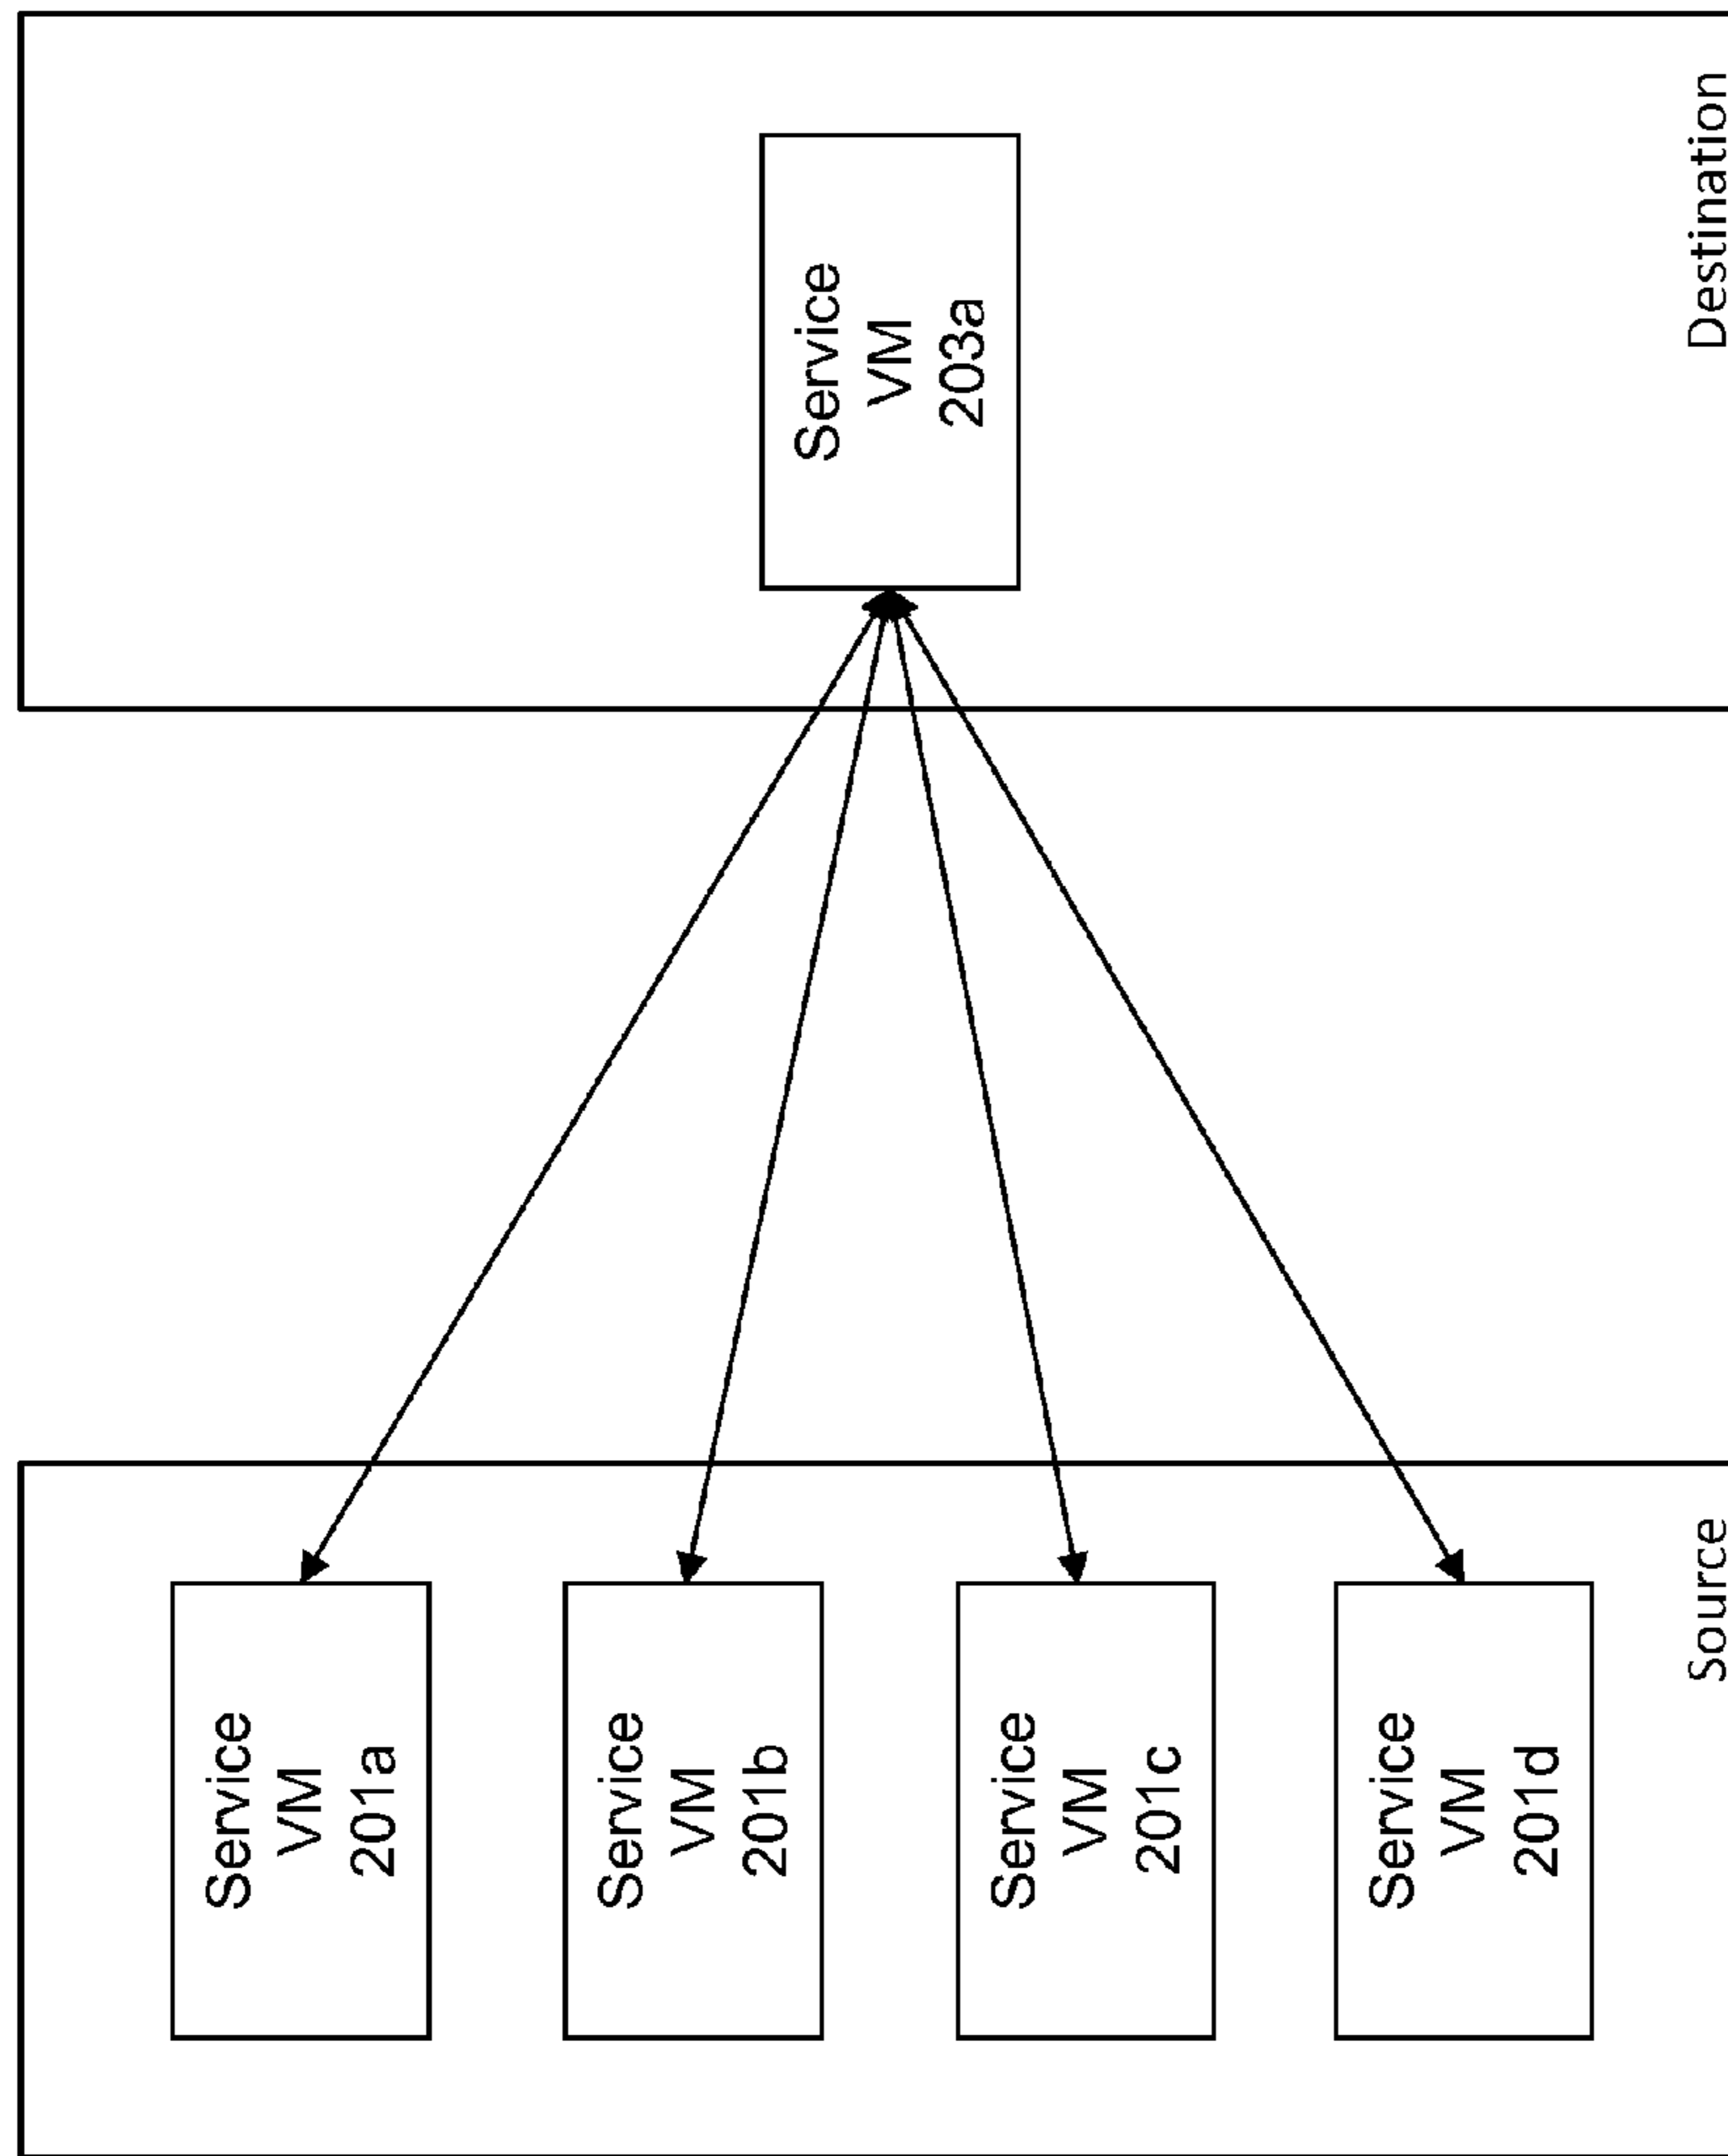 Service
VM
201a
Service
VM
201b
Service
VM
201c
Service
VM
201d
Source
Service
VM
203a
Destination